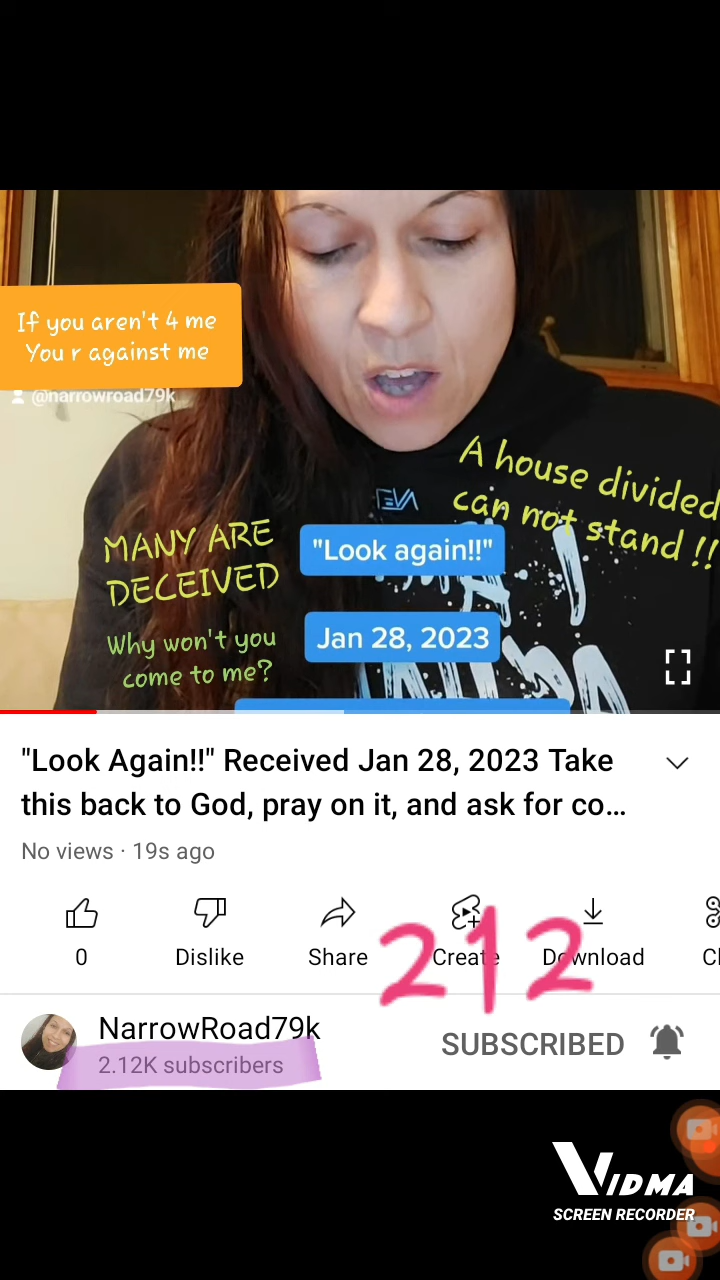 If you aren't 4 me
You r against me
@narrowroad79k
A house divided
can not stand !!
MANY ARE
DECEIVED
"Look again!!"
Why won't you
come to me?
Jan 28, 2023
"Look Again!!" Received Jan 28, 2023 Take
this back to God, pray on it, and ask for co...
No views · 19s ago
0
Dislike
Share
Create
Download
Cl
212
NarrowRoad79k
2.12K subscribers
SUBSCRIBED
VIDMA
SCREEN RECORDER